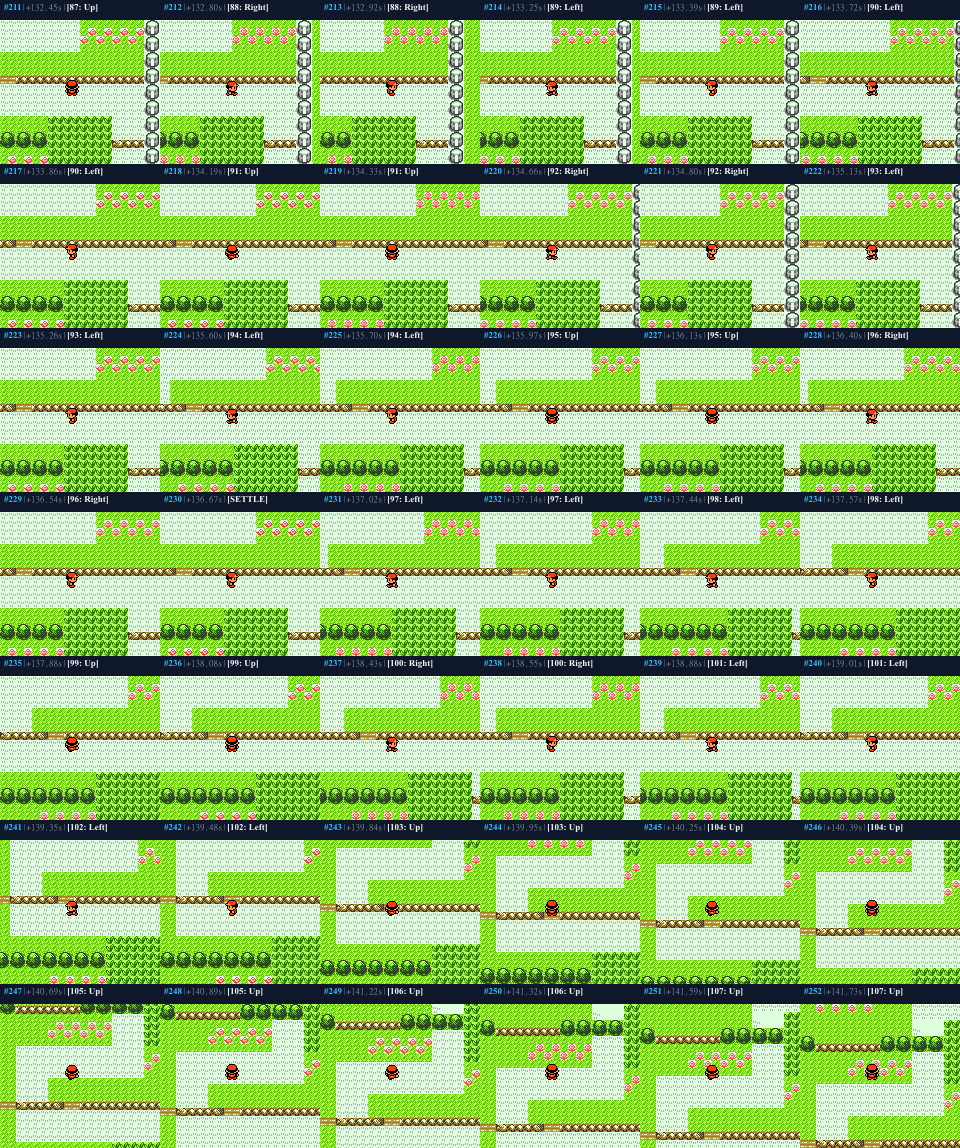 #211|+132.45s|[87: Up] #212|+132.80s|[88: Right] #213|+132.92s|[88: Right] #214|+133.25s|[89: Left] #215|+133.39s|[89: Left] #216|+133.72s|[90: Left]
#217|+133.86s|[90: Left] #218|+134.19s|[91: Up] #219|+134.33s|[91: Up] #220|+134.66s|[92: Right] #221|+134.80s|[92: Right] #222|+135.13s|[93: Left]
#223|+135.26s|[93: Left] #224|+135.60s|[94: Left] #225|+135.70s|[94: Left] #226|+135.97s|[95: Up] #227|+136.13s|[95: Up] #228|+136.40s|[96: Right]
#229|+136.54s|[96: Right] #230|+136.67s|[SETTLE] #231|+137.02s|[97: Left] #232|+137.14s|[97: Left] #233|+137.44s|[98: Left] #234|+137.57s|[98: Left]
#235|+137.88s|[99: Up] #236|+138.08s|[99: Up] #237|+138.43s|[100: Right] #238|+138.55s|[100: Right] #239|+138.88s|[101: Left] #240|+139.01s|[101: Left]
#241|+139.35s|[102: Left] #242|+139.48s|[102: Left] #243|+139.84s|[103: Up] #244|+139.95s|[103: Up] #245|+140.25s|[104: Up] #246|+140.39s|[104: Up]
#247|+140.69s|[105: Up] #248|+140.89s|[105: Up] #249|+141.22s|[106: Up] #250|+141.32s|[106: Up] #251|+141.59s|[107: Up] #252|+141.72s|[107: Up]